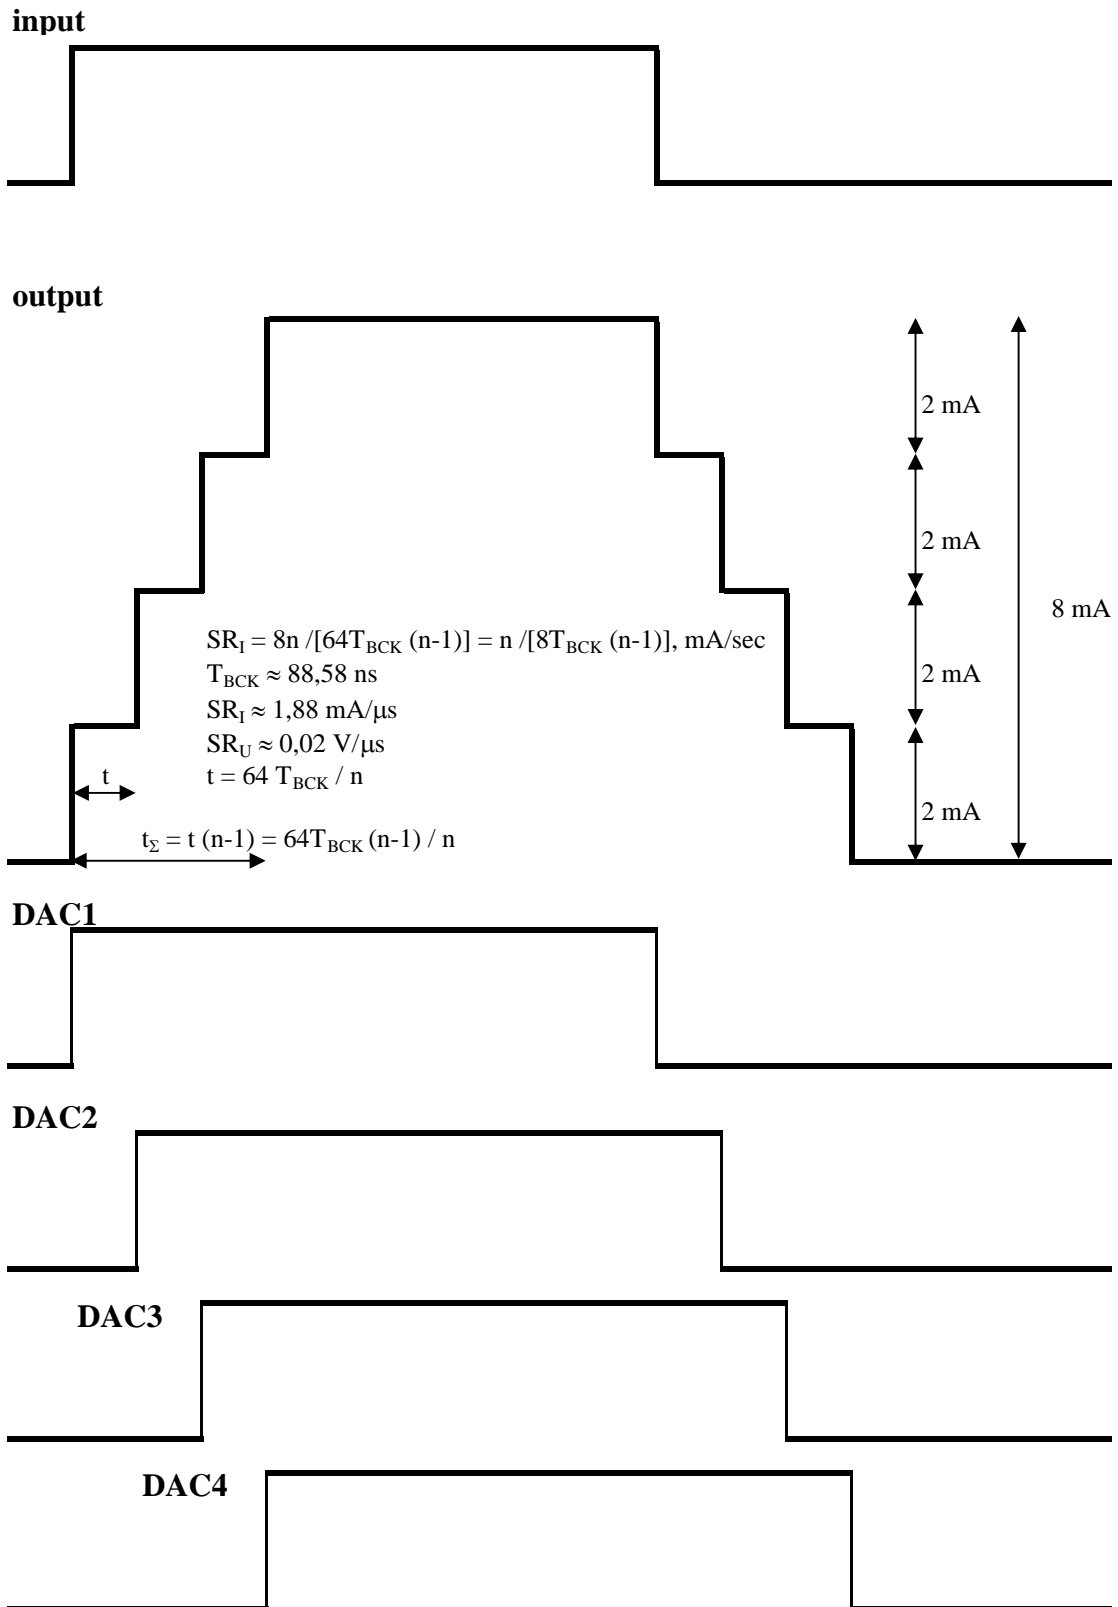 input
output
2 mA
2 mA
8 mA
SR_I = 8n /[64T_BCK (n-1)] = n /[8T_BCK (n-1)], mA/sec
T_BCK ≈ 88,58 ns
2 mA
SR_I ≈ 1,88 mA/μs
SR_U ≈ 0,02 V/μs
t
t = 64 T_BCK / n
2 mA
t_Σ = t (n-1) = 64T_BCK (n-1) / n
DAC1
DAC2
DAC3
DAC4